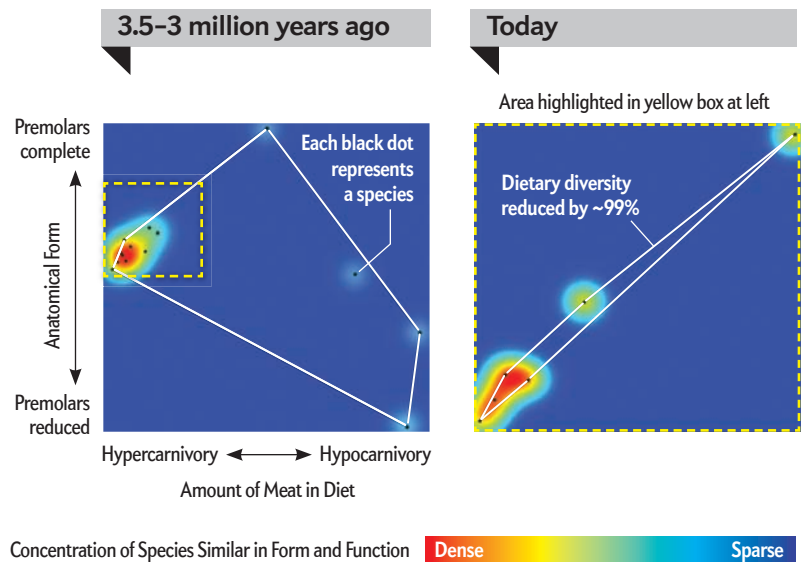 3.5–3 million years ago
Today
Area highlighted in yellow box at left
Premolars
complete
Each black dot
represents
a species
Dietary diversity
reduced by ~99%
Anatomical Form
Premolars
reduced
Hypercarnivory
Hypocarnivory
Amount of Meat in Diet
Concentration of Species Similar in Form and Function
Dense
Sparse